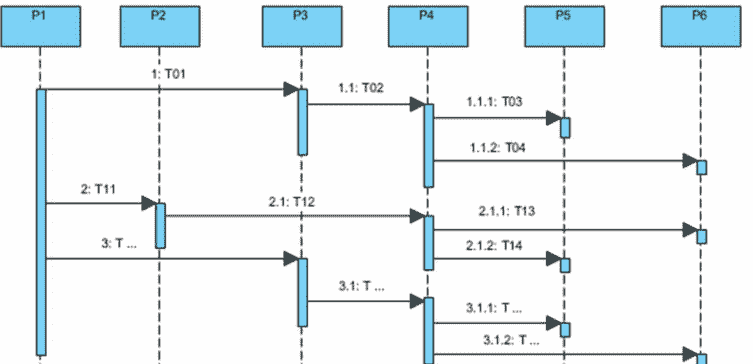 P1 P2 P3 P4 P5 P6
1: T01
1.1: T02
1.1.1: T03
1.1.2: T04
2: T11
2.1: T12
2.1.1: T13
3: T ...
2.1.2: T14
3.1: T ...
3.1.1: T ...
3.1.2: T ...